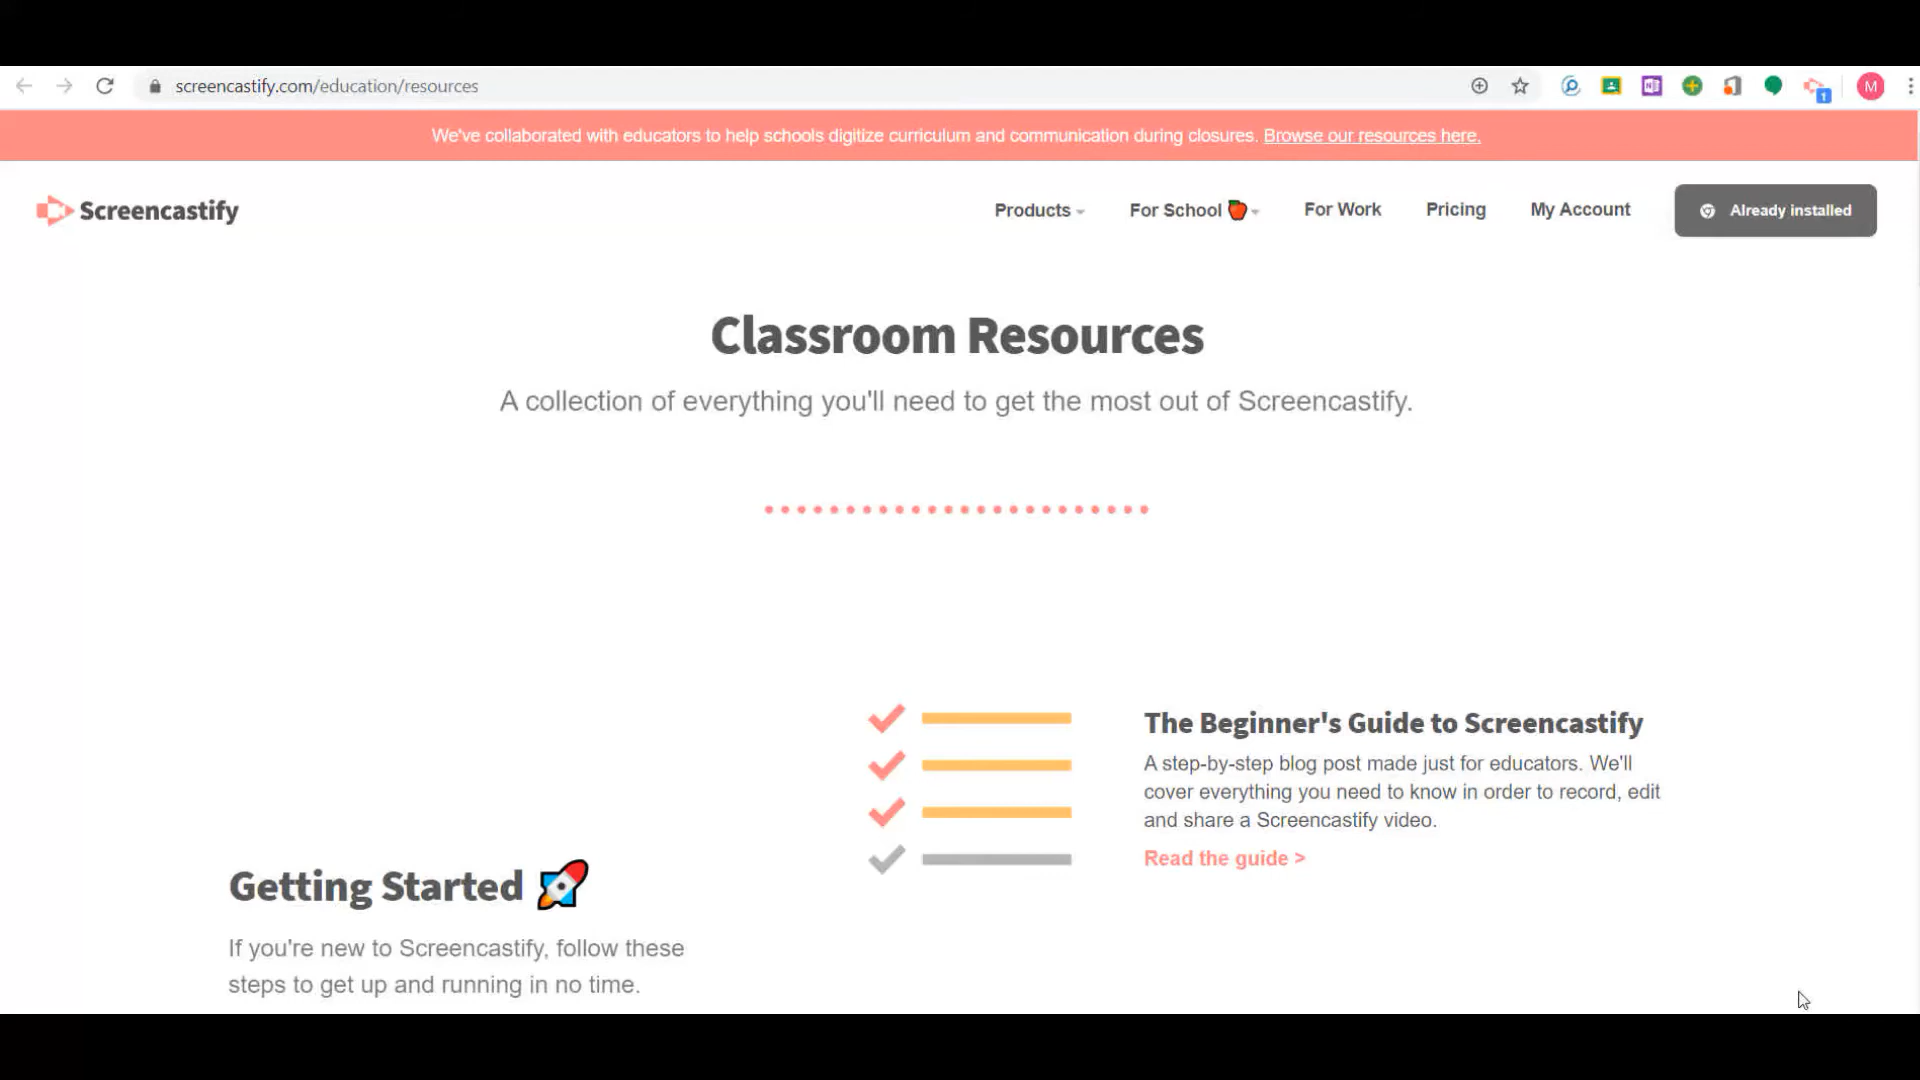 screencastify.com/education/resources
1
M
We've collaborated with educators to help schools digitize curriculum and communication during closures. Browse our resources here.
Screencastify
Products
For School
For Work
Pricing
My Account
Already installed
Classroom Resources
A collection of everything you'll need to get the most out of Screencastify.
The Beginner's Guide to Screencastify
A step-by-step blog post made just for educators. We'll
cover everything you need to know in order to record, edit
and share a Screencastify video.
Read the guide >
Getting Started
If you're new to Screencastify, follow these
steps to get up and running in no time.